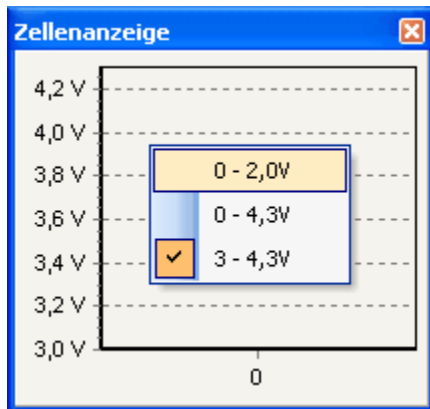 Zellenanzeige
4,2 V
4,0 V
3,8 V
0 - 2,0V
3,6 V
0 - 4,3V
3,4 V
3 - 4,3V
3,2 V
3,0 V
0